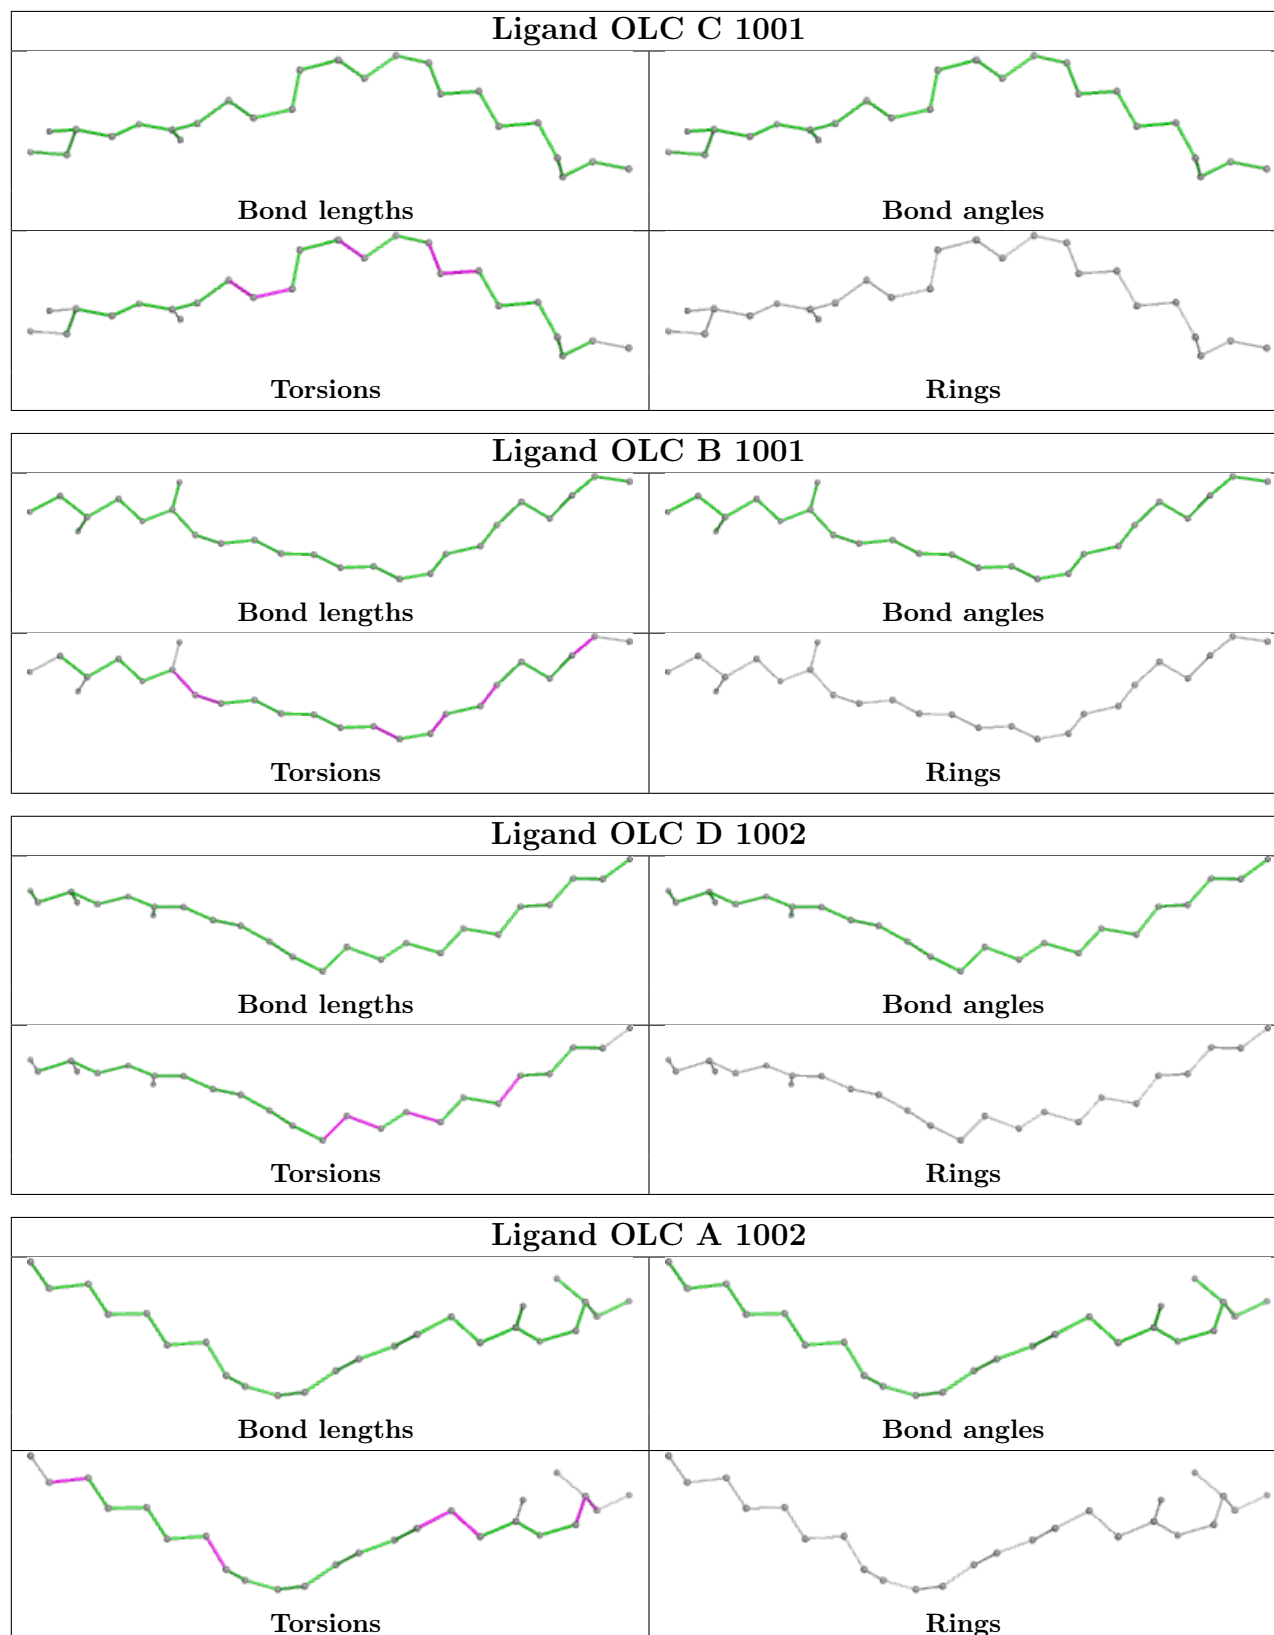 Ligand OLC C 1001
Bond lengths
Bond angles
Torsions
Rings
Ligand OLC B 1001
Bond lengths
Bond angles
Torsions
Rings
Ligand OLC D 1002
Bond lengths
Bond angles
Torsions
Rings
Ligand OLC A 1002
Bond lengths
Bond angles
Torsions
Rings